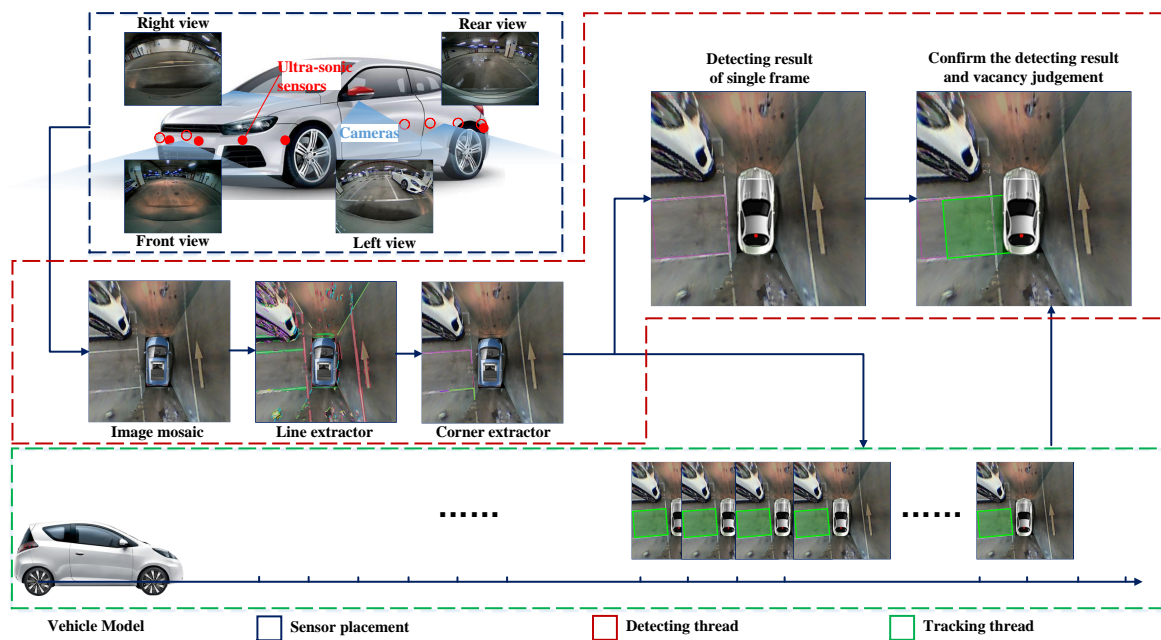 Right view
Rear view
Ultra-sonic
sensors
Cameras
Front view
Left view
Detecting result
of single frame
Confirm the detecting result
and vacancy judgement
Image mosaic
Line extractor
Corner extractor
......
......
Vehicle Model
Sensor placement
Detecting thread
Tracking thread